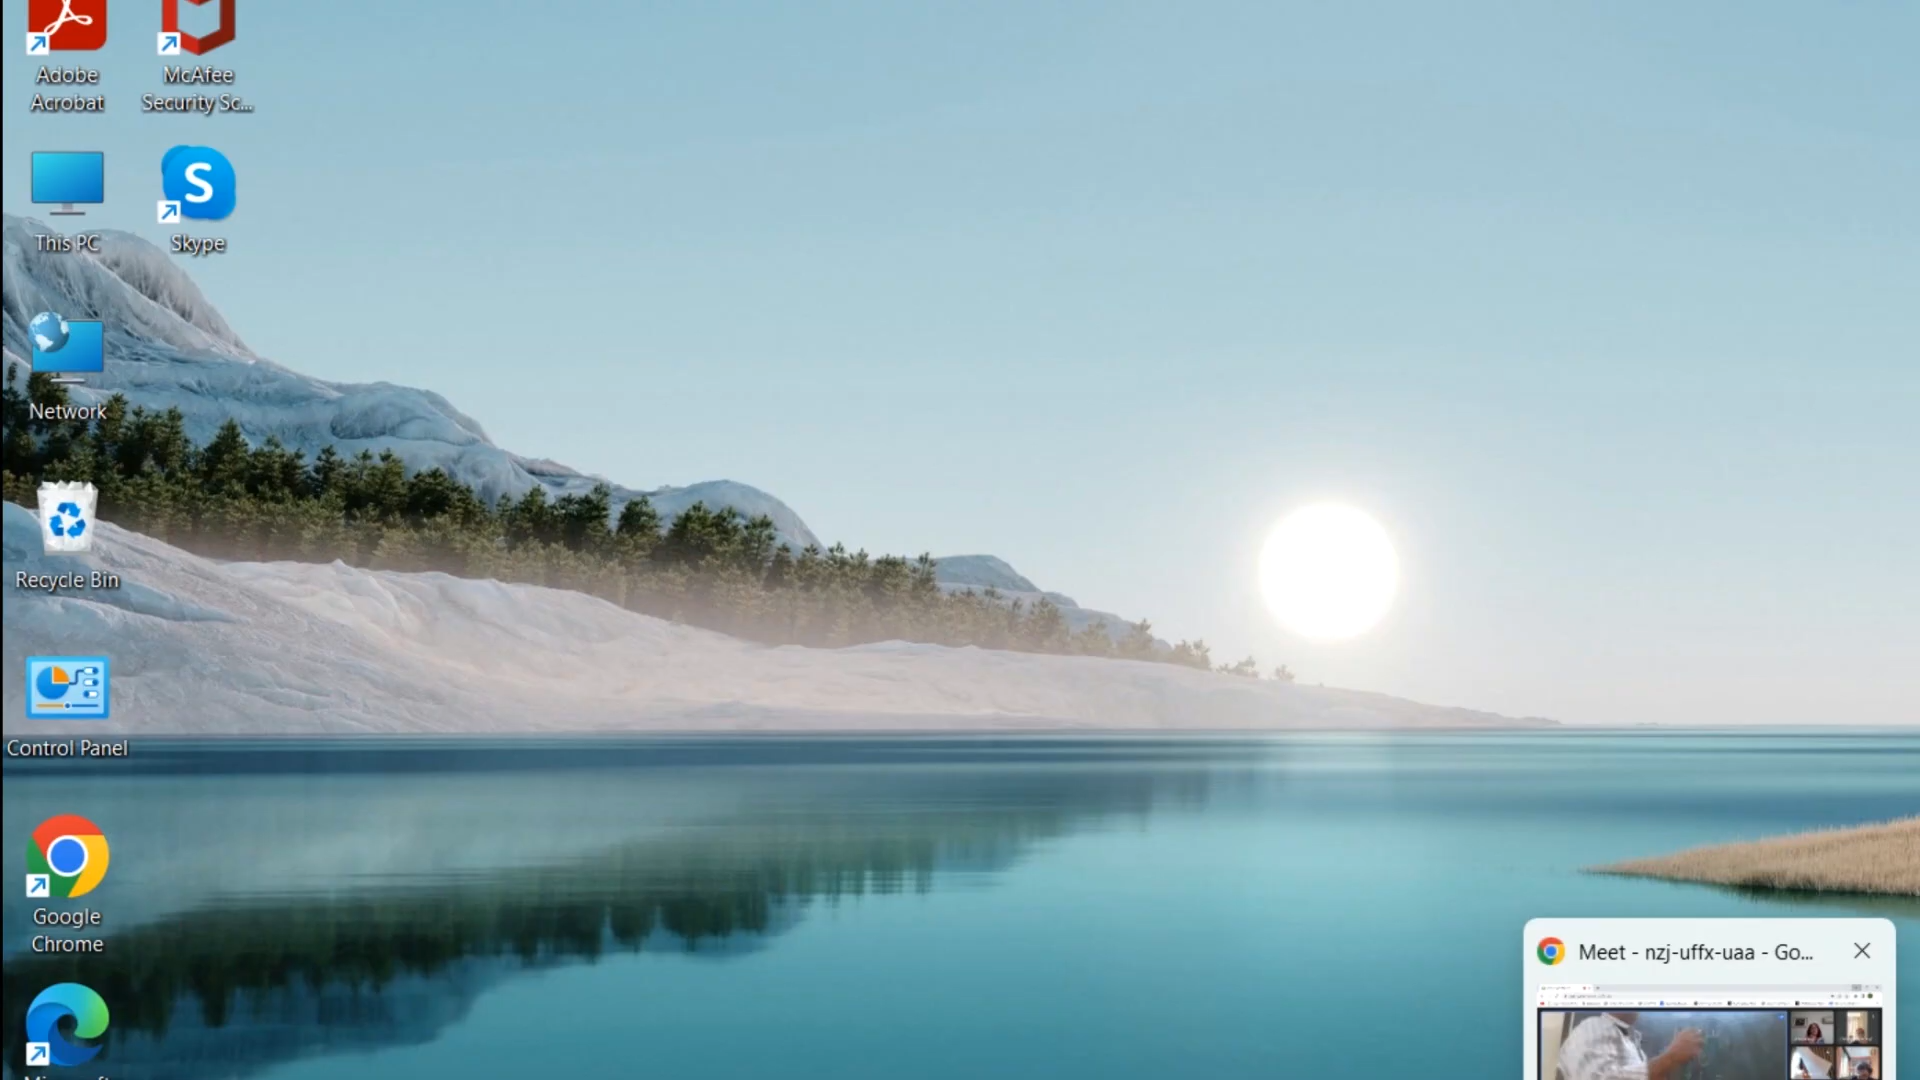 Adobe
Acrobat
McAfee
Security Sc...
This PC
S
Skype
Network
Recycle Bin
Control Panel
Google
Chrome
Meet - nzj-uffx-uaa - Go...